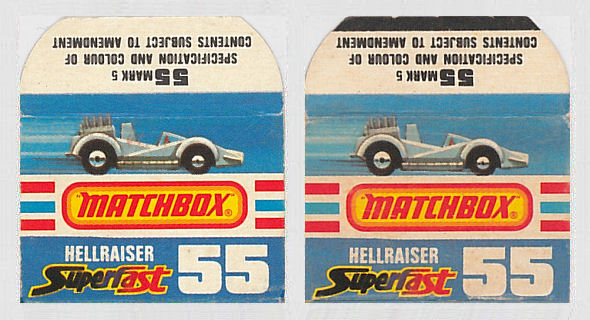 SPECIFICATION AND COLOUR OF
CONTENTS SUBJECT TO AMENDMENT
55 MARK 5
"MATCHBOX"®
HELLRAISER
Superfast 55
SPECIFICATION AND COLOUR OF
CONTENTS SUBJECT TO AMENDMENT
55 MARK 5
"MATCHBOX"®
HELLRAISER
Superfast 55